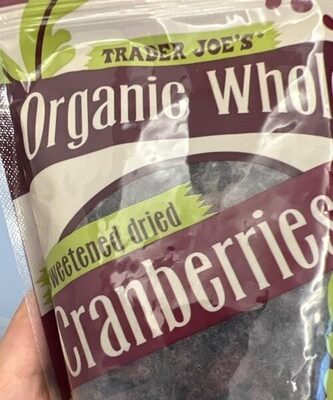 TRADER JOE'S
Organic Whol
weetened dried
Cranberries